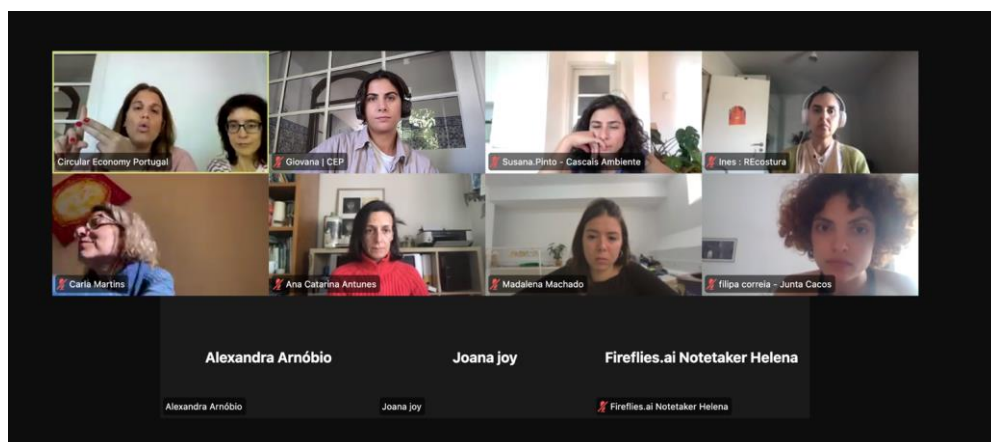 Circular Economy Portugal
Giovana | CEP
Susana.Pinto - Cascais Ambiente
Ines : REcostura
Carla Martins
Ana Catarina Antunes
Madalena Machado
filipa correia - Junta Cacos
Alexandra Arnóbio
Joana joy
Fireflies.ai Notetaker Helena
Alexandra Arnóbio
Joana joy
Fireflies.ai Notetaker Helena